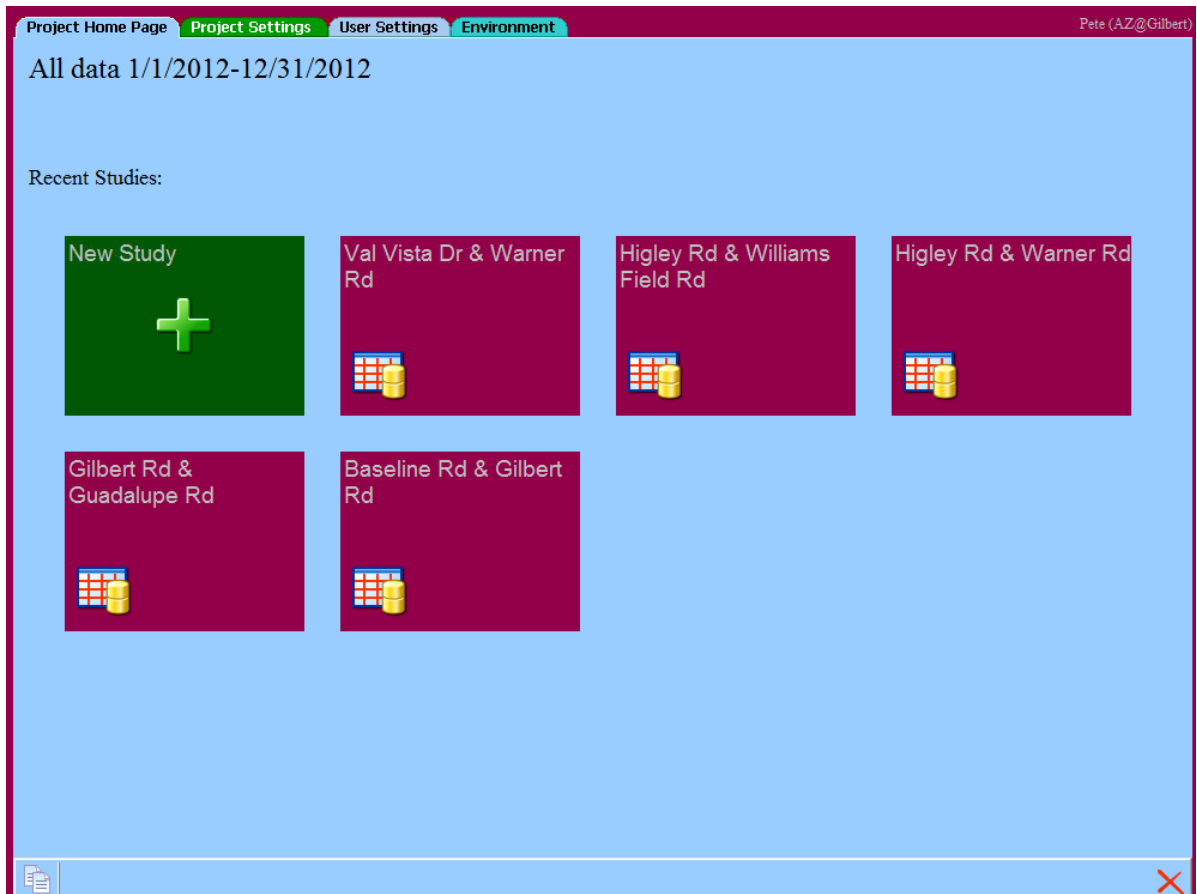 Project Home Page Project Settings User Settings Environment Pete (AZ@Gilbert)
All data 1/1/2012-12/31/2012
Recent Studies:
New Study
Val Vista Dr & Warner
Rd
Higley Rd & Williams
Field Rd
Higley Rd & Warner Rd
Gilbert Rd &
Guadalupe Rd
Baseline Rd & Gilbert
Rd